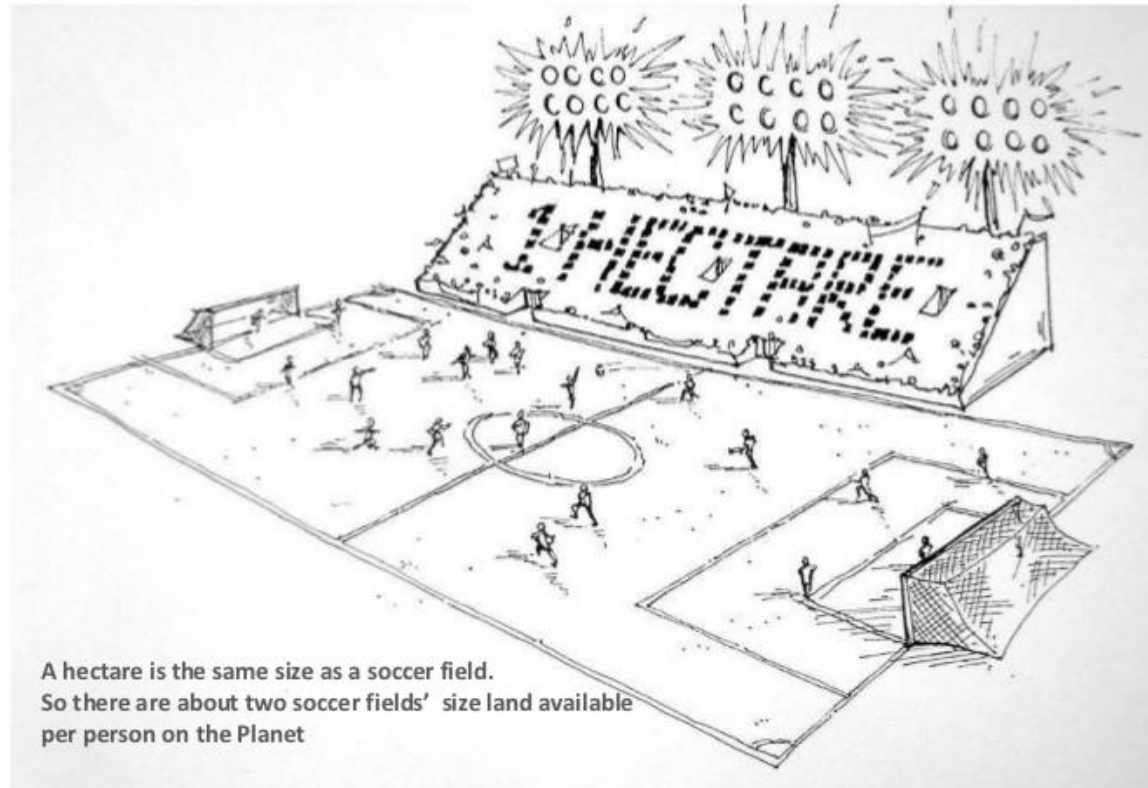 1 HECTARE
A hectare is the same size as a soccer field.
So there are about two soccer fields’ size land available
per person on the Planet